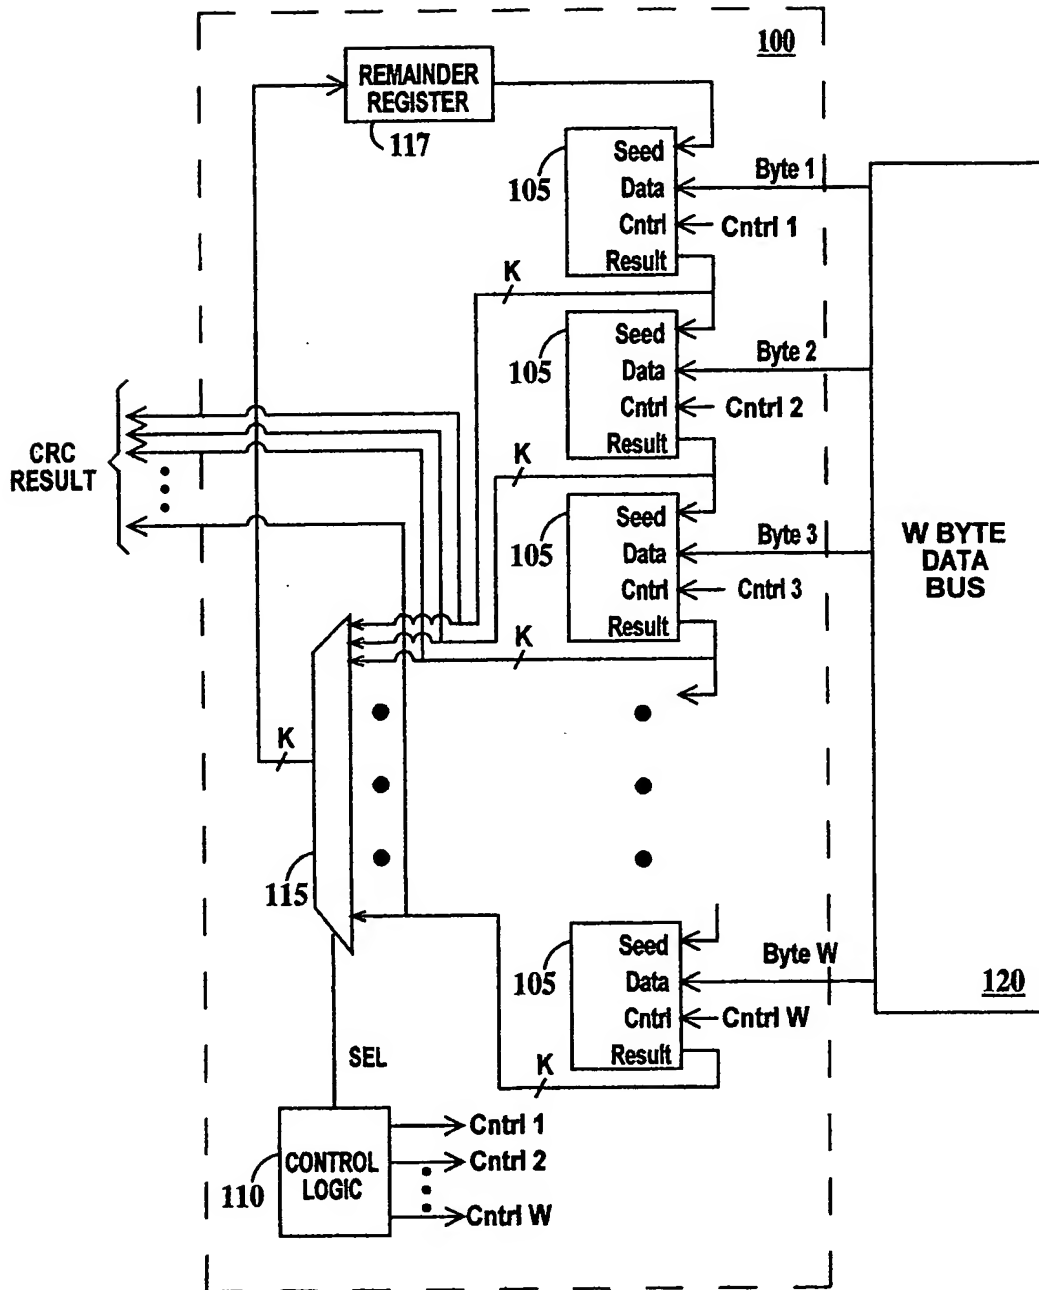 100
REMAINDER
REGISTER
117
105
Seed
Data
Cntrl
Result
Byte 1
Cntrl 1
K
105
Seed
Data
Cntrl
Result
Byte 2
Cntrl 2
K
CRC
RESULT
105
Seed
Data
Cntrl
Result
Byte 3
Cntrl 3
K
W BYTE
DATA
BUS
K
115
105
Seed
Data
Cntrl
Result
Byte W
Cntrl W
120
K
SEL
110
CONTROL
LOGIC
Cntrl 1
Cntrl 2
Cntrl W